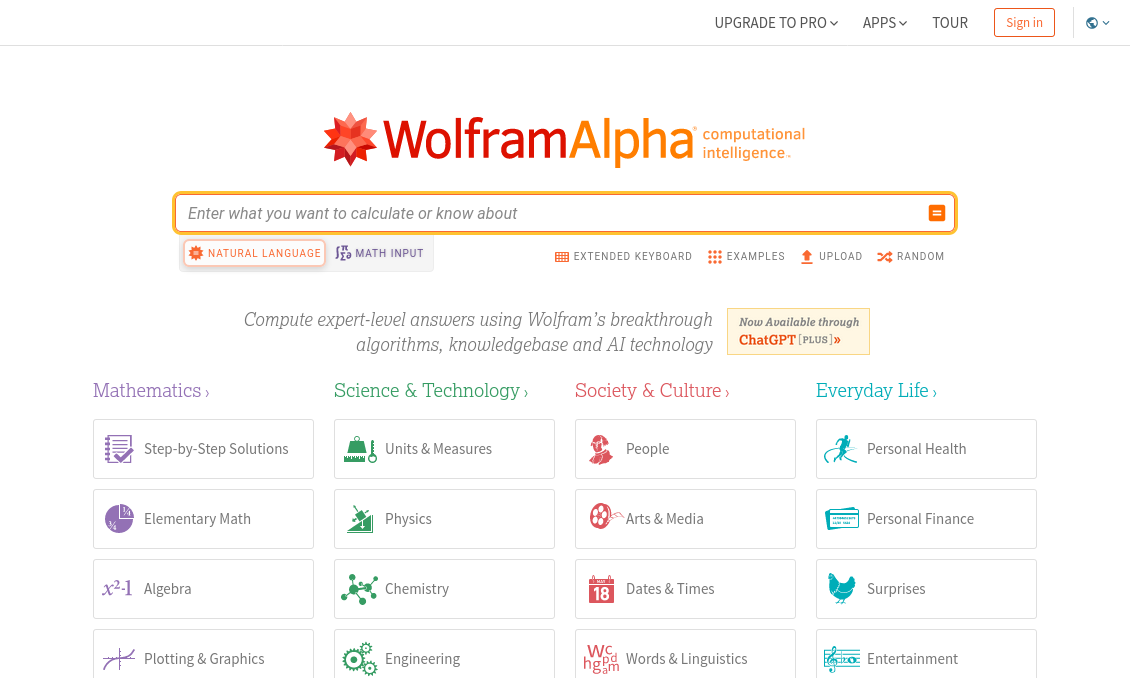 UPGRADE TO PRO APPS TOUR Sign in
WolframAlpha® computational
intelligence™
Enter what you want to calculate or know about
NATURAL LANGUAGE MATH INPUT EXTENDED KEYBOARD EXAMPLES UPLOAD RANDOM
Compute expert-level answers using Wolfram's breakthrough
algorithms, knowledgebase and AI technology
Now Available through
ChatGPT [PLUS]»
Mathematics › Science & Technology › Society & Culture › Everyday Life ›
Step-by-Step Solutions Units & Measures People Personal Health
Elementary Math Physics Arts & Media Personal Finance
x²-1 Algebra Chemistry 18 Dates & Times Surprises
Plotting & Graphics Engineering Words & Linguistics Entertainment